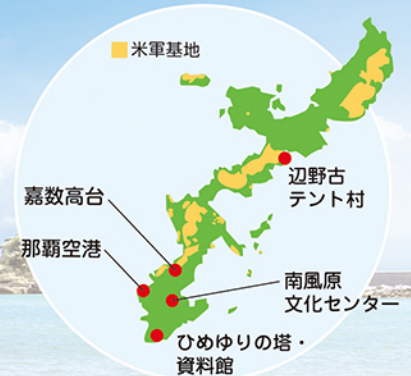 米軍基地
辺野古
テント村
嘉数高台
那覇空港
南風原
文化センター
ひめゆりの塔・
資料館